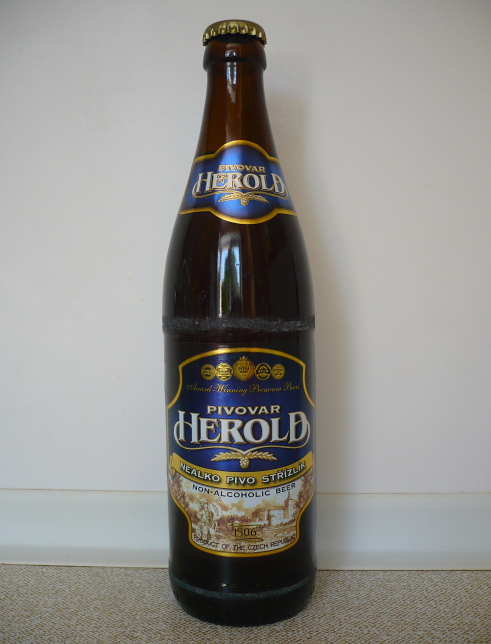 PIVOVAR
HEROLD
Award Winning Premium Beer
PIVOVAR
HEROLD
NEALKO PIVO STŘÍZLÍK
NON-ALCOHOLIC BEER
1506
PRODUCT OF THE CZECH REPUBLIC